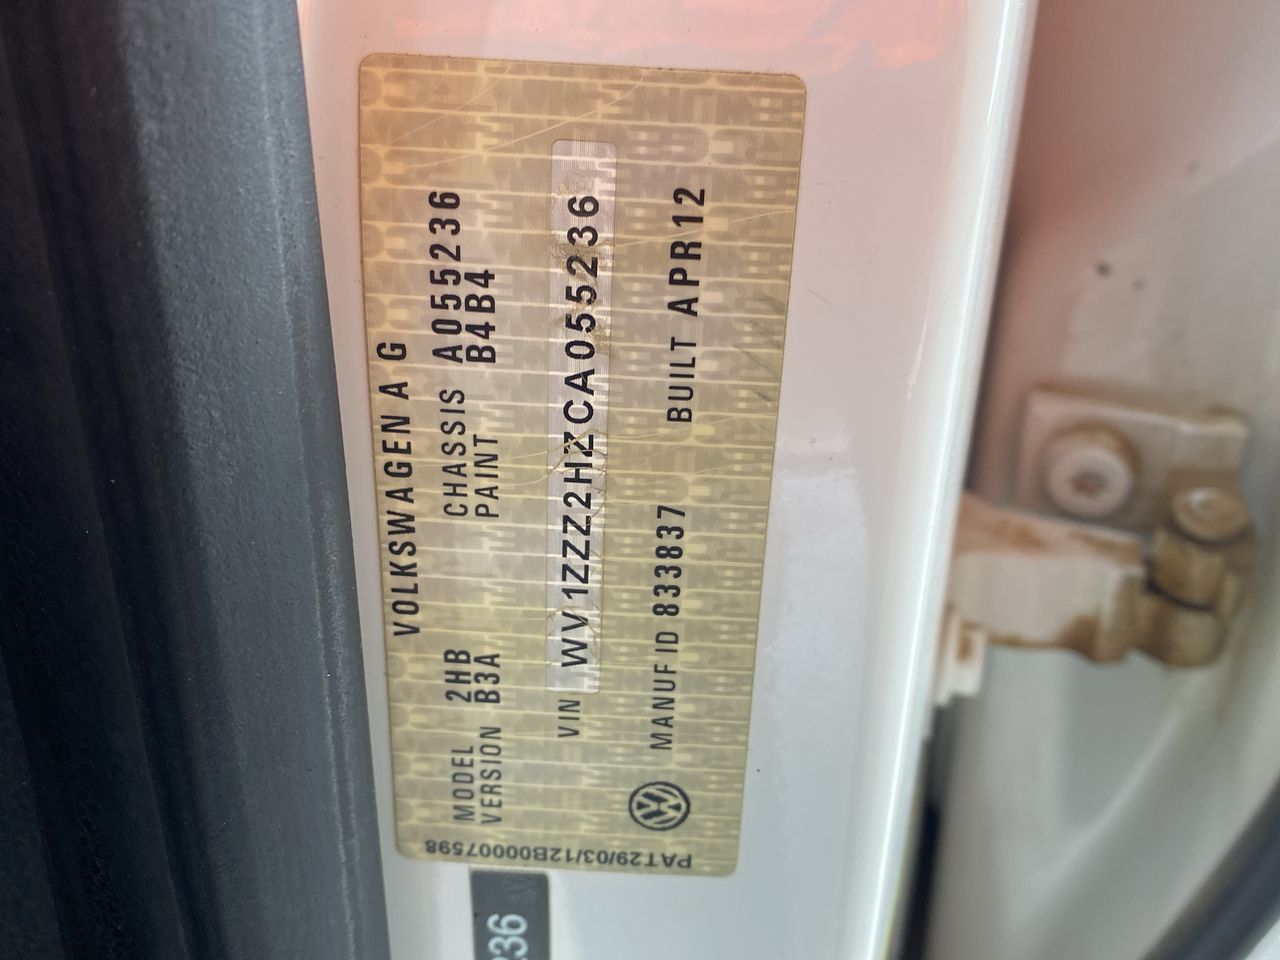 VOLKSWAGEN A G
MODEL 2HB CHASSIS A055236
VERSION B3A PAINT B4B4
VIN WV1ZZZ2HZCA055236
MANUF ID 833837 BUILT APR12
PAT29/03/12B00007598
236